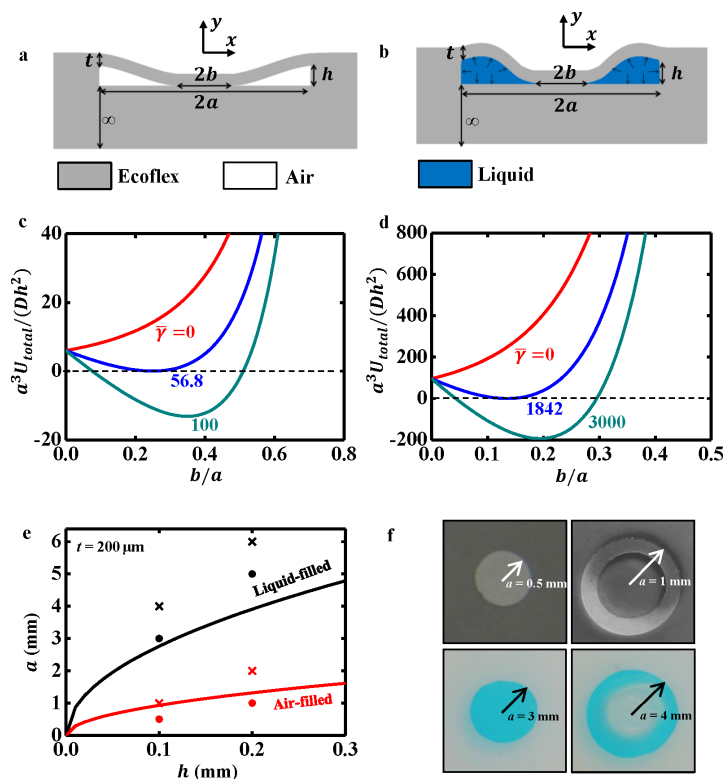 a
y
x
t
2b
h
2a
∞
b
y
x
t
2b
h
2a
∞
Ecoflex
Air
Liquid
c
40
20
0
-20
a³U_total/(Dh²)
γ̅ =0
56.8
100
0.0 0.2 0.4 0.6 0.8
b/a
d
800
600
400
200
0
-200
a³U_total/(Dh²)
γ̅ =0
1842
3000
0.0 0.1 0.2 0.3 0.4 0.5
b/a
e
t = 200 μm
6
5
4
3
2
1
0
a (mm)
Liquid-filled
Air-filled
0.0 0.1 0.2 0.3
h (mm)
f
a = 0.5 mm
a = 1 mm
a = 3 mm
a = 4 mm